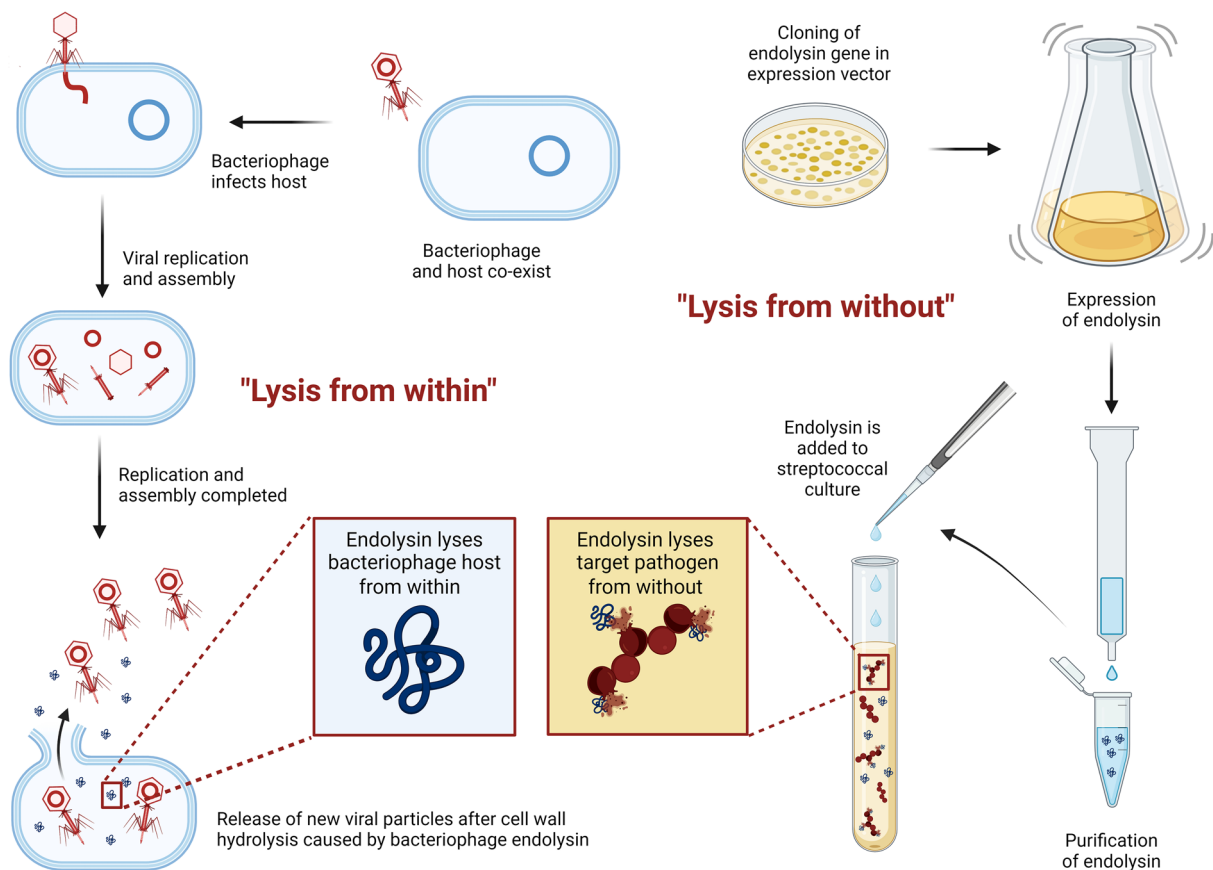 Bacteriophage
and host co-exist
Bacteriophage
infects host
Viral replication
and assembly
"Lysis from within"
Replication and
assembly completed
Endolysin lyses
bacteriophage host
from within
Release of new viral particles after cell wall
hydrolysis caused by bacteriophage endolysin
Cloning of
endolysin gene in
expression vector
"Lysis from without"
Expression
of endolysin
Purification
of endolysin
Endolysin is
added to
streptococcal
culture
Endolysin lyses
target pathogen
from without